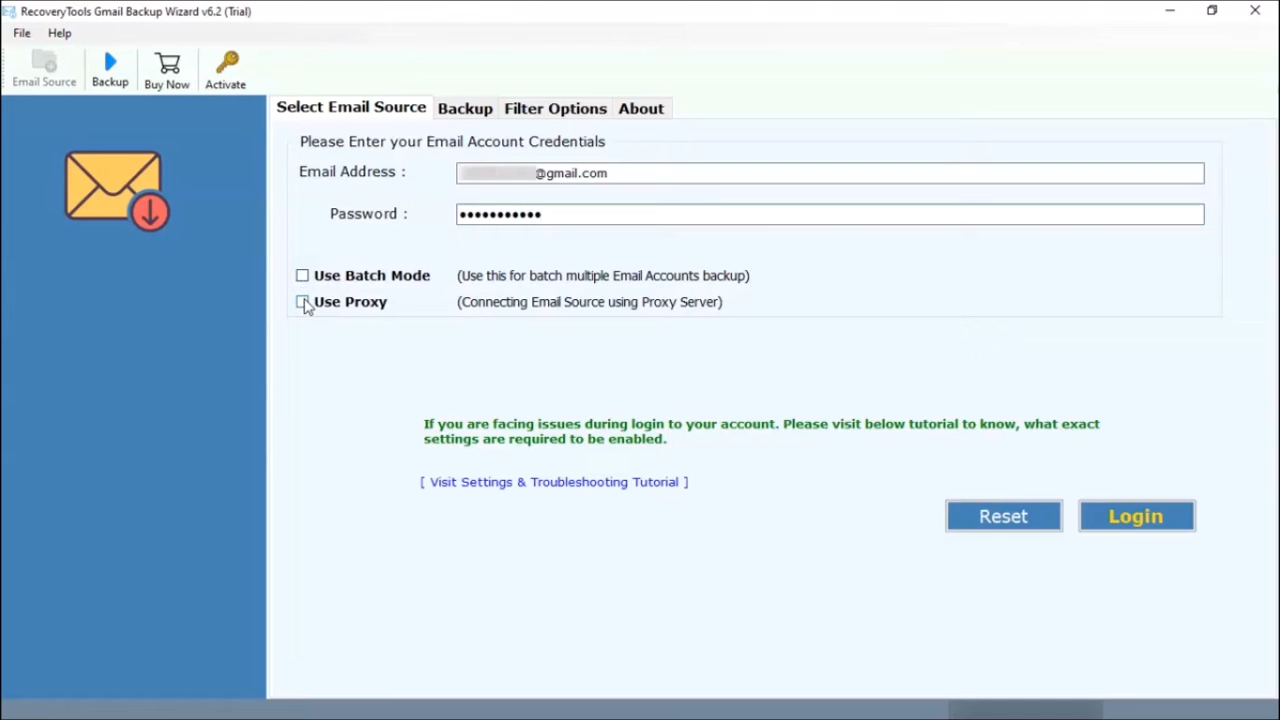 RecoveryTools Gmail Backup Wizard v6.2 (Trial)
File Help
Email Source Backup Buy Now Activate
Select Email Source Backup Filter Options About
Please Enter your Email Account Credentials
Email Address : @gmail.com
Password : •••••••••••
Use Batch Mode (Use this for batch multiple Email Accounts backup)
Use Proxy (Connecting Email Source using Proxy Server)
If you are facing issues during login to your account. Please visit below tutorial to know, what exact
settings are required to be enabled.
[ Visit Settings & Troubleshooting Tutorial ]
Reset Login